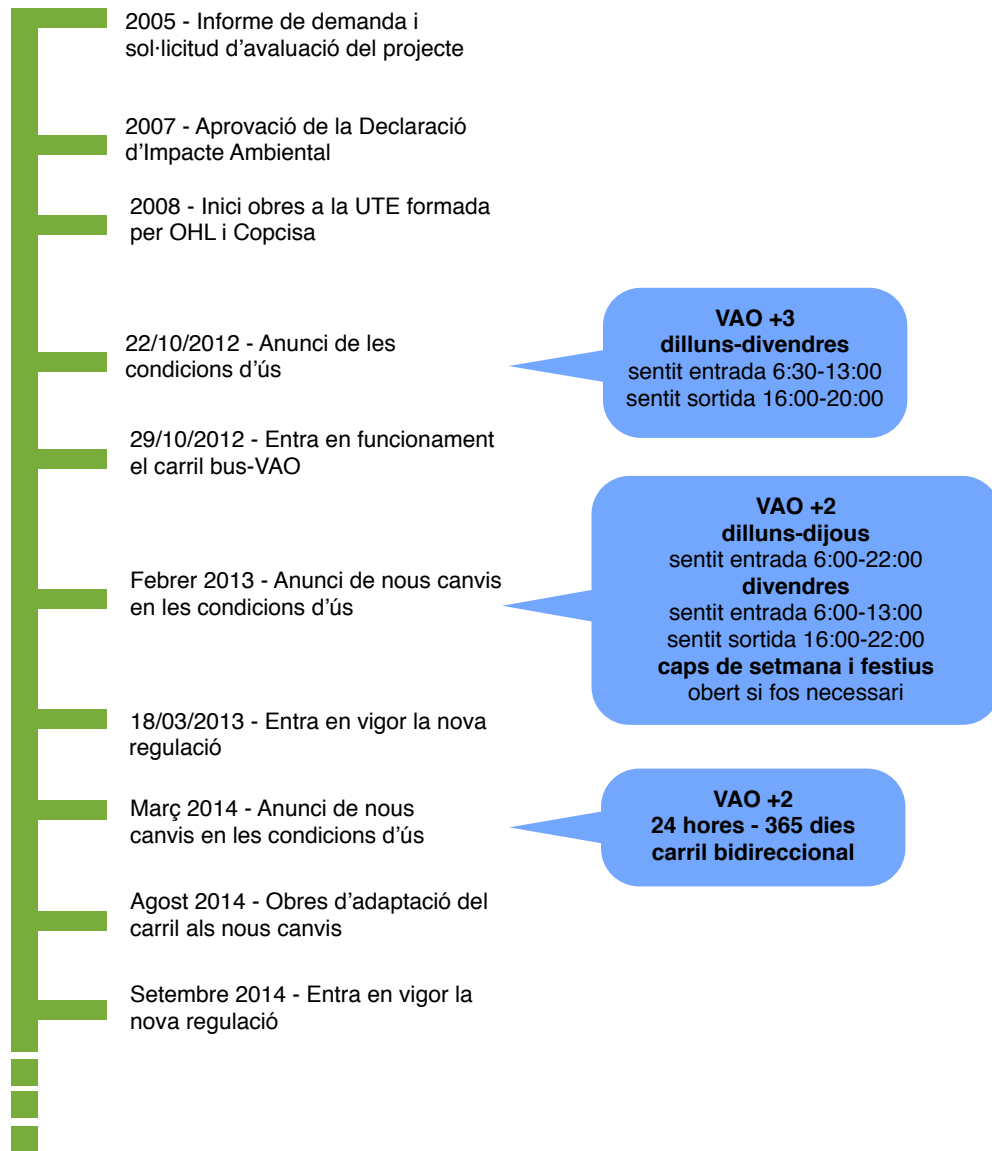 2005 - Informe de demanda i
sol·licitud d’avaluació del projecte
2007 - Aprovació de la Declaració
d’Impacte Ambiental
2008 - Inici obres a la UTE formada
per OHL i Copcisa
22/10/2012 - Anunci de les
condicions d’ús
VAO +3
dilluns-divendres
sentit entrada 6:30-13:00
sentit sortida 16:00-20:00
29/10/2012 - Entra en funcionament
el carril bus-VAO
Febrer 2013 - Anunci de nous canvis
en les condicions d’ús
VAO +2
dilluns-dijous
sentit entrada 6:00-22:00
divendres
sentit entrada 6:00-13:00
sentit sortida 16:00-22:00
caps de setmana i festius
obert si fos necessari
18/03/2013 - Entra en vigor la nova
regulació
Març 2014 - Anunci de nous
canvis en les condicions d’ús
VAO +2
24 hores - 365 dies
carril bidireccional
Agost 2014 - Obres d’adaptació del
carril als nous canvis
Setembre 2014 - Entra en vigor la
nova regulació